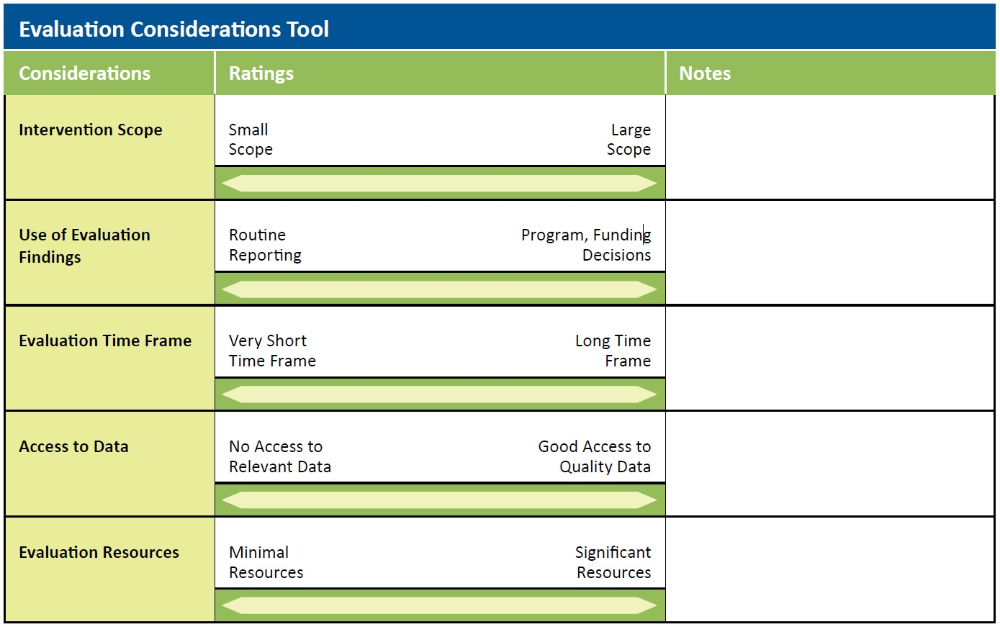 Evaluation Considerations Tool
Considerations
Ratings
Notes
Intervention Scope
Small
Scope
Large
Scope
Use of Evaluation
Findings
Routine
Reporting
Program, Funding
Decisions
Evaluation Time Frame
Very Short
Time Frame
Long Time
Frame
Access to Data
No Access to
Relevant Data
Good Access to
Quality Data
Evaluation Resources
Minimal
Resources
Significant
Resources